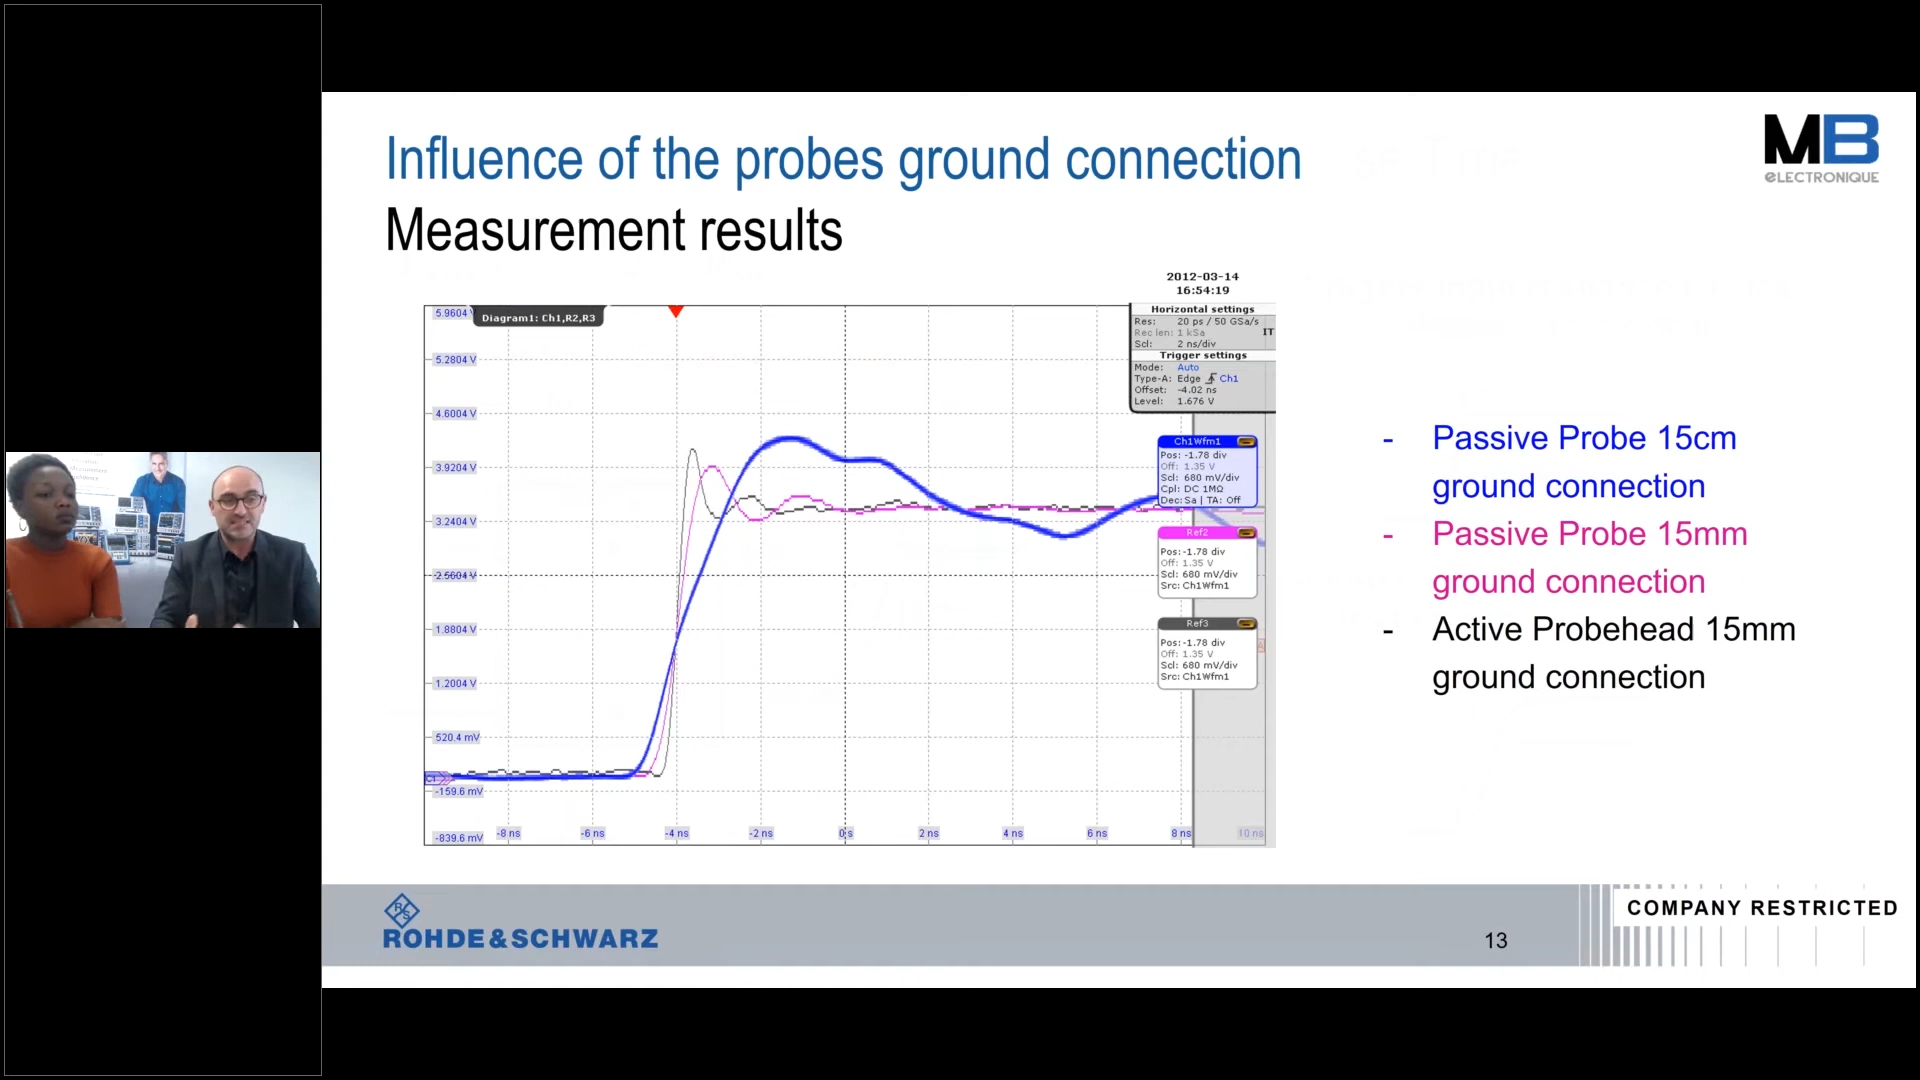 Influence of the probes ground connection
Measurement results
MB
eLECTRONIQUE
2012-03-14
16:54:19
Diagram1: Ch1,R2,R3
Horizontal settings
Res: 20 ps / 50 GSa/s
Rec len: 1 kSa
IT
Scl: 2 ns/div
Trigger settings
Mode: Auto
Type-A: Edge Ch1
Offset: -4.02 ns
Level: 1.676 V
5.9604
5.2804 V
4.6004 V
3.9204 V
3.2404 V
2.5604 V
1.8804 V
1.2004 V
520.4 mV
-159.6 mV
-839.6 mV
-8 ns
-6 ns
-4 ns
-2 ns
0 s
2 ns
4 ns
6 ns
8 ns
10 ns
C1
Ch1Wfm1
Pos: -1.78 div
Off: 1.35 V
Scl: 680 mV/div
Cpl: DC 1MΩ
Dec: Sa | TA: Off
Ref2
Pos: -1.78 div
Off: 1.35 V
Scl: 680 mV/div
Src: Ch1Wfm1
Ref3
Pos: -1.78 div
Off: 1.35 V
Scl: 680 mV/div
Src: Ch1Wfm1
- Passive Probe 15cm
ground connection
- Passive Probe 15mm
ground connection
- Active Probehead 15mm
ground connection
R S
ROHDE&SCHWARZ
13
COMPANY RESTRICTED